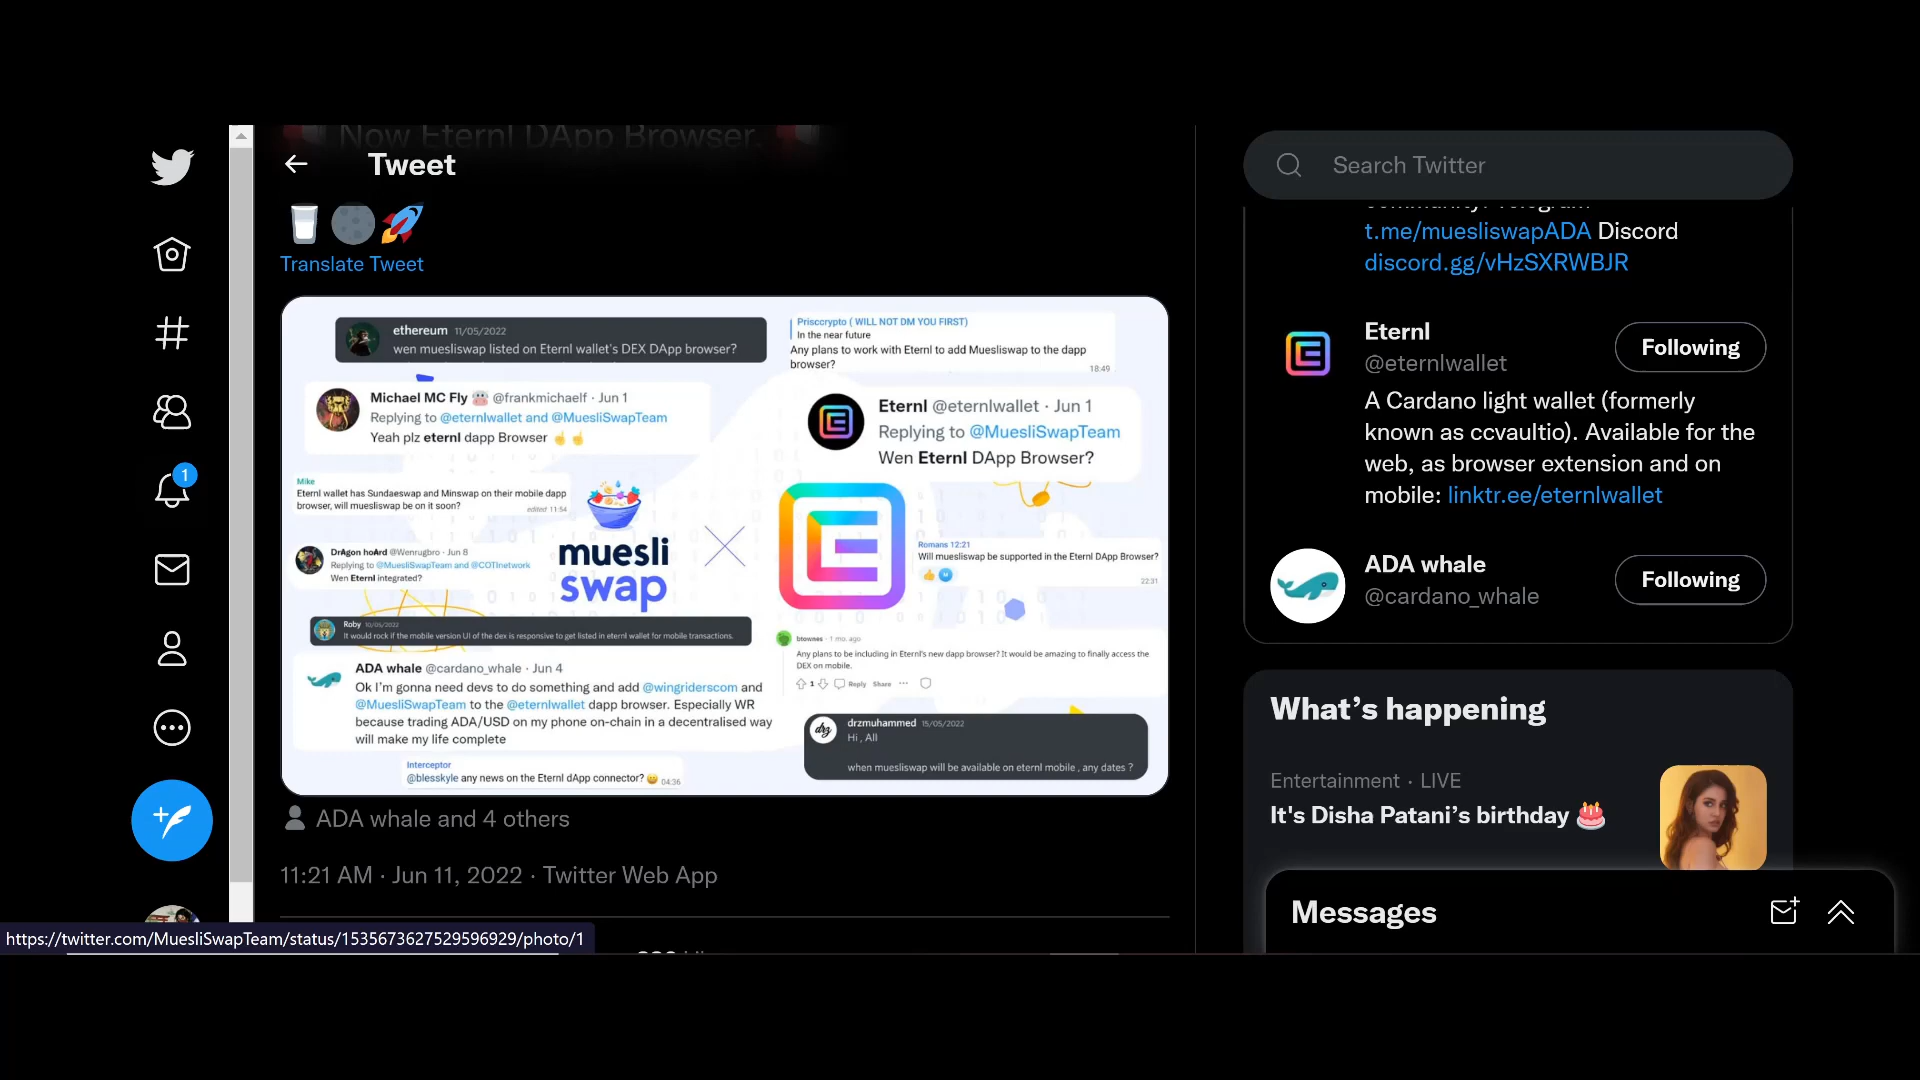 Now Eternl DApp Browser.
Tweet
Translate Tweet
ethereum 11/05/2022
wen muesliswap listed on Eternl wallet's DEX DApp browser?
Prisccrypto ( WILL NOT DM YOU FIRST)
In the near future
Any plans to work with Eternl to add Muesliswap to the dapp
browser?
18:49
Michael MC Fly @frankmichaelf · Jun 1
Replying to @eternlwallet and @MuesliSwapTeam
Yeah plz eternl dapp Browser
Eternl @eternlwallet · Jun 1
Replying to @MuesliSwapTeam
Wen Eternl DApp Browser?
Mike
Eternl wallet has Sundaeswap and Minswap on their mobile dapp
browser, will muesliswap be on it soon?
edited 11:54
muesli
swap
DrAgon hoArd @Wenrugbro · Jun 8
Replying to @MuesliSwapTeam and @COTInetwork
Wen Eternl integrated?
Romans 12:21
Will muesliswap be supported in the Eternl DApp Browser?
22:31
Roby 10/05/2022
It would rock if the mobile version UI of the dex is responsive to get listed in eternl wallet for mobile transactions.
btownes · 1 mo. ago
Any plans to be including in Eternl's new dapp browser? It would be amazing to finally access the
DEX on mobile.
1 Reply Share ...
ADA whale @cardano_whale · Jun 4
Ok I'm gonna need devs to do something and add @wingriderscom and
@MuesliSwapTeam to the @eternlwallet dapp browser. Especially WR
because trading ADA/USD on my phone on-chain in a decentralised way
will make my life complete
drz
drzmuhammed 15/05/2022
Hi , All
when muesliswap will be available on eternl mobile , any dates ?
Interceptor
@blesskyle any news on the Eternl dApp connector? 04:36
ADA whale and 4 others
11:21 AM · Jun 11, 2022 · Twitter Web App
https://twitter.com/MuesliSwapTeam/status/1535673627529596929/photo/1
1
Search Twitter
t.me/muesliswapADA Discord
discord.gg/vHzSXRWBJR
Eternl
@eternlwallet
Following
A Cardano light wallet (formerly
known as ccvaultio). Available for the
web, as browser extension and on
mobile: linktr.ee/eternlwallet
ADA whale
@cardano_whale
Following
What's happening
Entertainment · LIVE
It's Disha Patani's birthday
Messages